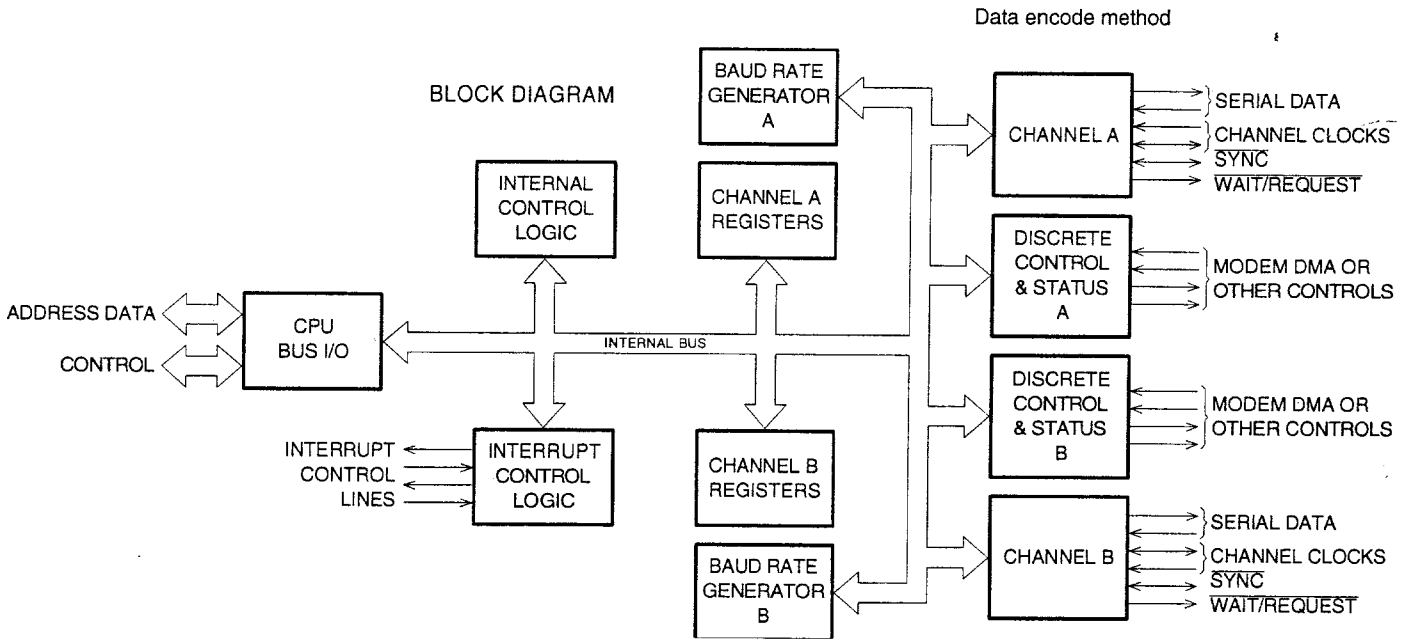 Data encode method
BLOCK DIAGRAM
BAUD RATE
GENERATOR
A
CHANNEL A
SERIAL DATA
CHANNEL CLOCKS
SYNC
WAIT/REQUEST
INTERNAL
CONTROL
LOGIC
CHANNEL A
REGISTERS
DISCRETE
CONTROL
& STATUS
A
MODEM DMA OR
OTHER CONTROLS
ADDRESS DATA
CONTROL
CPU
BUS I/O
INTERNAL BUS
DISCRETE
CONTROL
& STATUS
B
MODEM DMA OR
OTHER CONTROLS
INTERRUPT
CONTROL
LINES
INTERRUPT
CONTROL
LOGIC
CHANNEL B
REGISTERS
BAUD RATE
GENERATOR
B
CHANNEL B
SERIAL DATA
CHANNEL CLOCKS
SYNC
WAIT/REQUEST